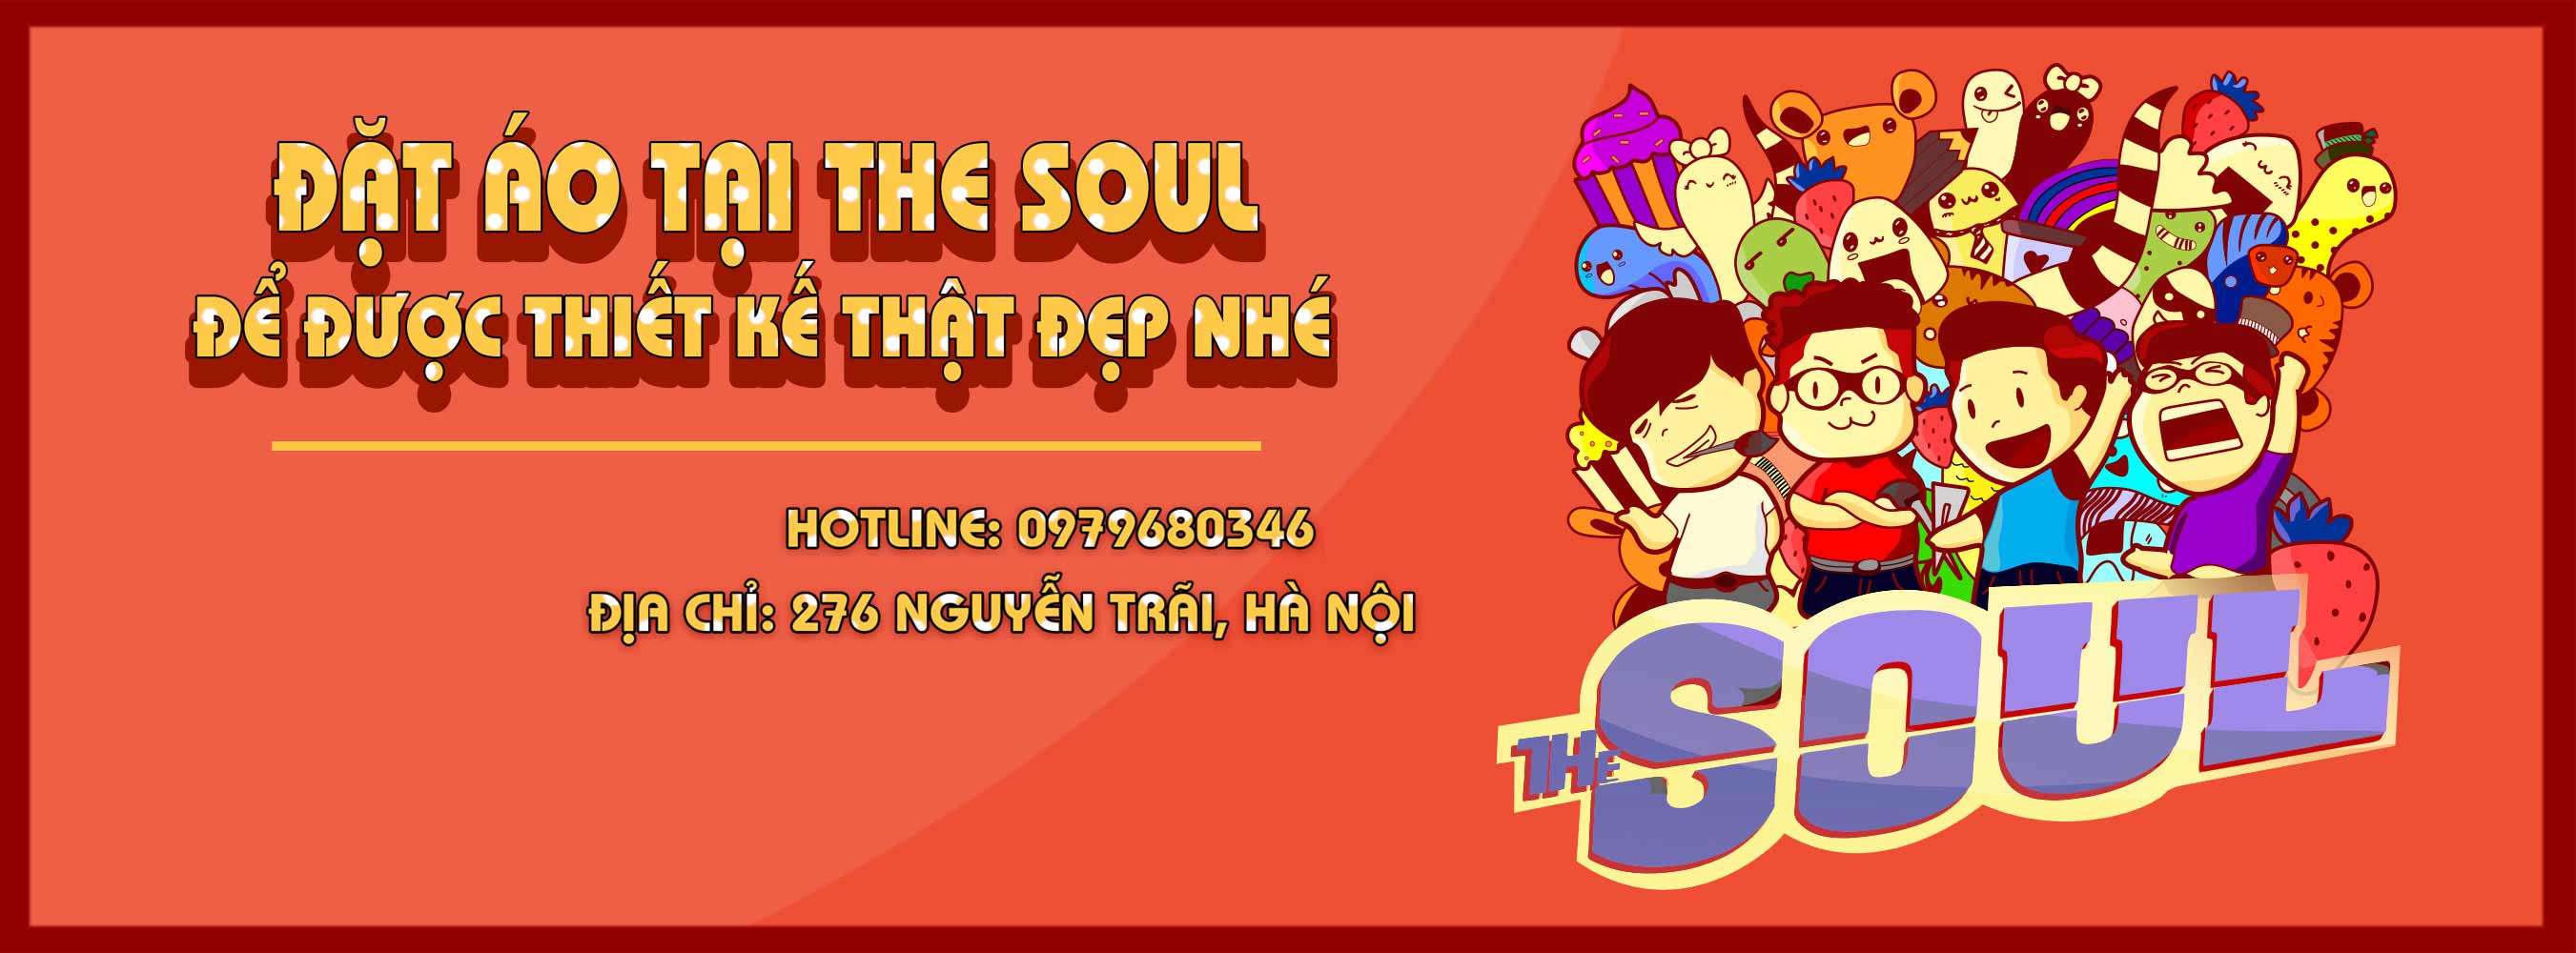 ĐẶT ÁO TẠI THE SOUL
ĐỂ ĐƯỢC THIẾT KẾ THẬT ĐẸP NHÉ
HOTLINE: 0979680346
ĐỊA CHỈ: 276 NGUYỄN TRÃI, HÀ NỘI
THE SOUL